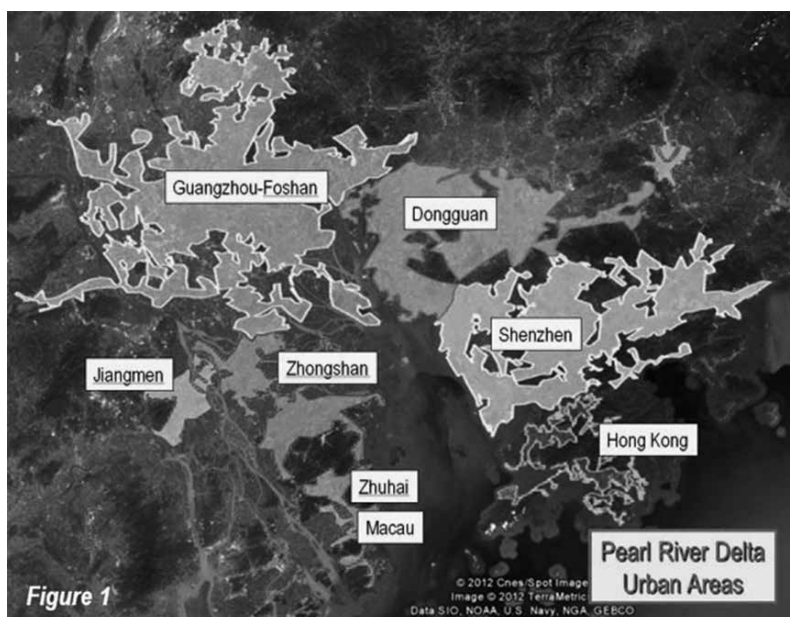 Guangzhou-Foshan
Dongguan
Shenzhen
Jiangmen
Zhongshan
Hong Kong
Zhuhai
Macau
Pearl River Delta
Urban Areas
Figure 1
© 2012 Cnes/Spot Image
Image © 2012 TerraMetric
Data SIO, NOAA, U.S. Navy, NGA, GEBCO